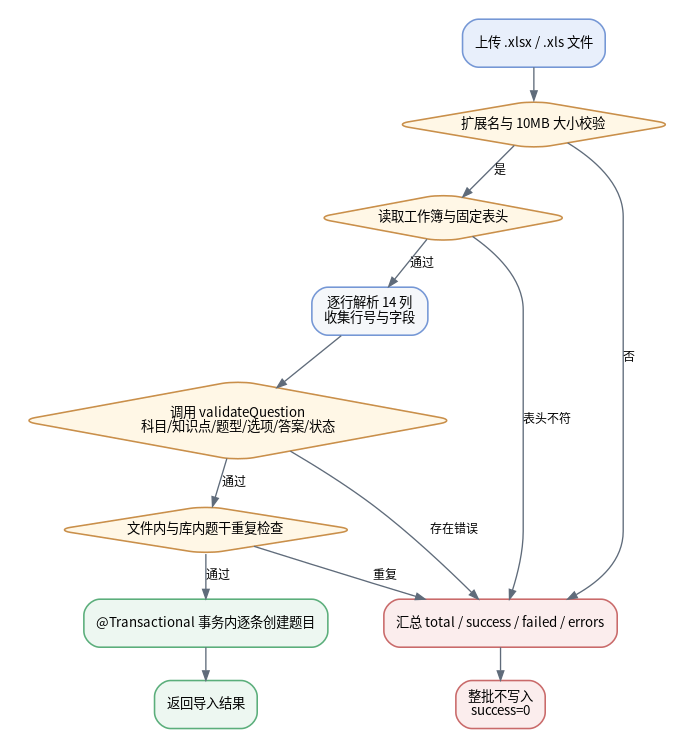 上传 .xlsx / .xls 文件
扩展名与 10MB 大小校验
是
读取工作簿与固定表头
通过
逐行解析 14 列
收集行号与字段
否
调用 validateQuestion
科目/知识点/题型/选项/答案/状态
表头不符
通过
文件内与库内题干重复检查
存在错误
通过
重复
@Transactional 事务内逐条创建题目
汇总 total / success / failed / errors
返回导入结果
整批不写入
success=0